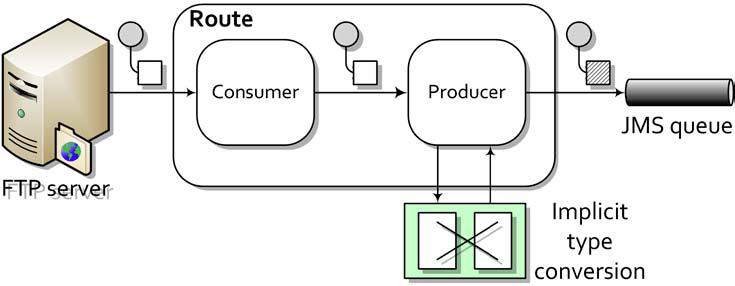 Route
Consumer
Producer
FTP server
JMS queue
Implicit
type
conversion